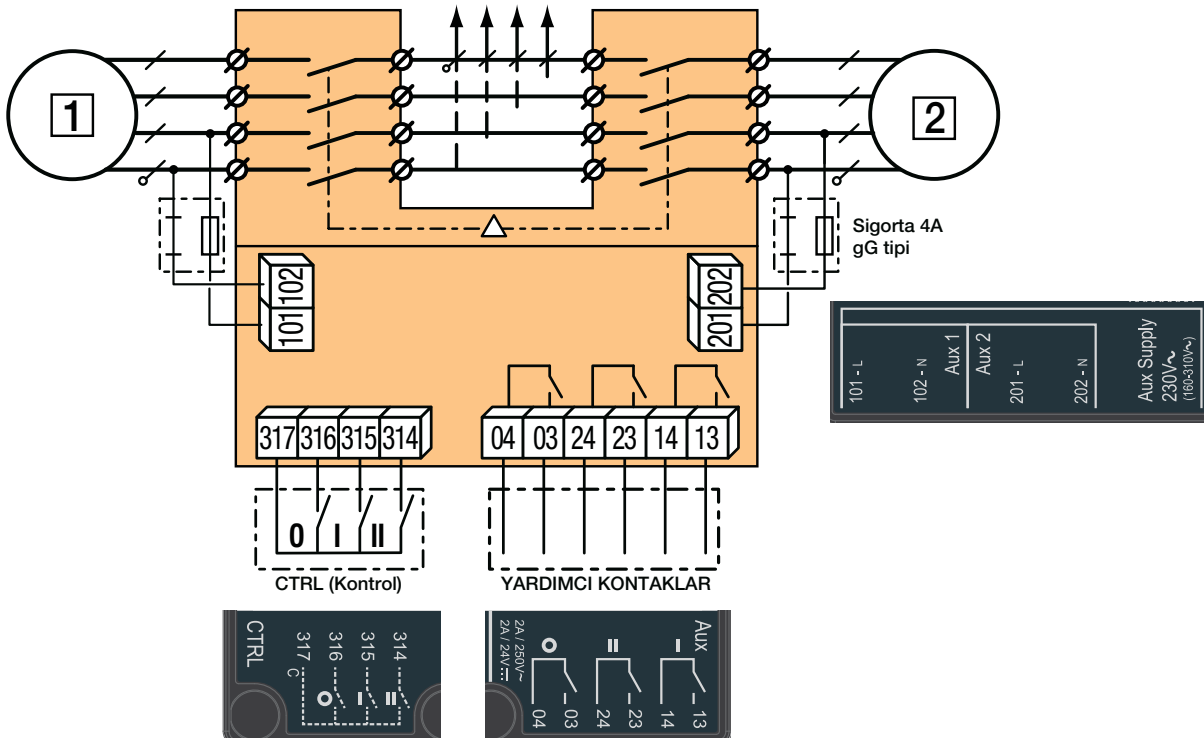 1
2
Sigorta 4A
gG tipi
102
101
202
201
101 - L
102 - N
Aux 1
Aux 2
201 - L
202 - N
Aux Supply
230V~
(160-310V~)
317 316 315 314
04 03 24 23 14 13
0 I II
CTRL (Kontrol)
YARDIMCI KONTAKLAR
CTRL
317
316
315
314
C
O
I
II
2A / 250V~
2A / 24V
Aux
O
II
I
04
03
24
23
14
13